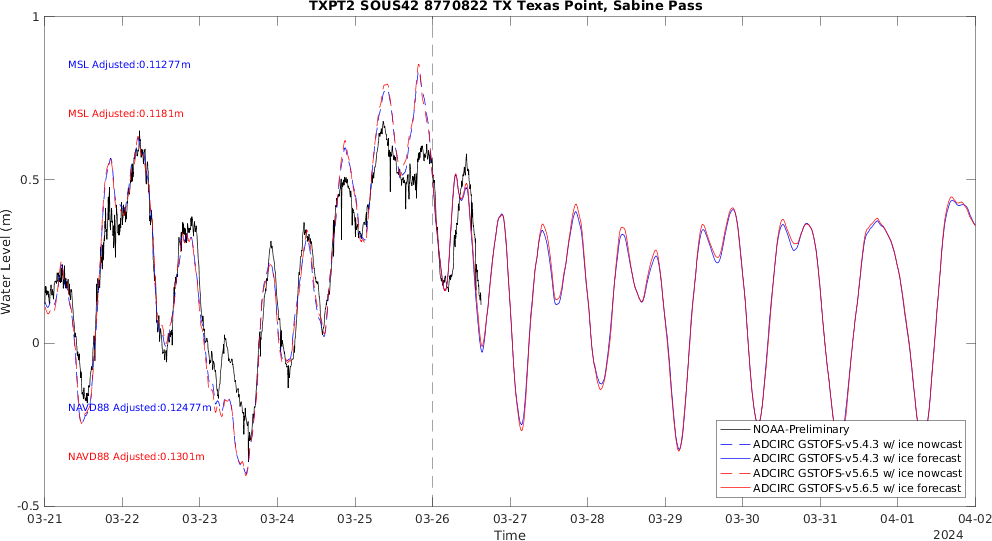 TXPT2 SOUS42 8770822 TX Texas Point, Sabine Pass
1
MSL Adjusted:0.11277m
MSL Adjusted:0.1181m
0.5
Water Level (m)
0
NAVD88 Adjusted:0.12477m
NAVD88 Adjusted:0.1301m
NOAA-Preliminary
ADCIRC GSTOFS-v5.4.3 w/ ice nowcast
ADCIRC GSTOFS-v5.4.3 w/ ice forecast
ADCIRC GSTOFS-v5.6.5 w/ ice nowcast
ADCIRC GSTOFS-v5.6.5 w/ ice forecast
-0.5
03-21 03-22 03-23 03-24 03-25 03-26 03-27 03-28 03-29 03-30 03-31 04-01 04-02
Time
2024